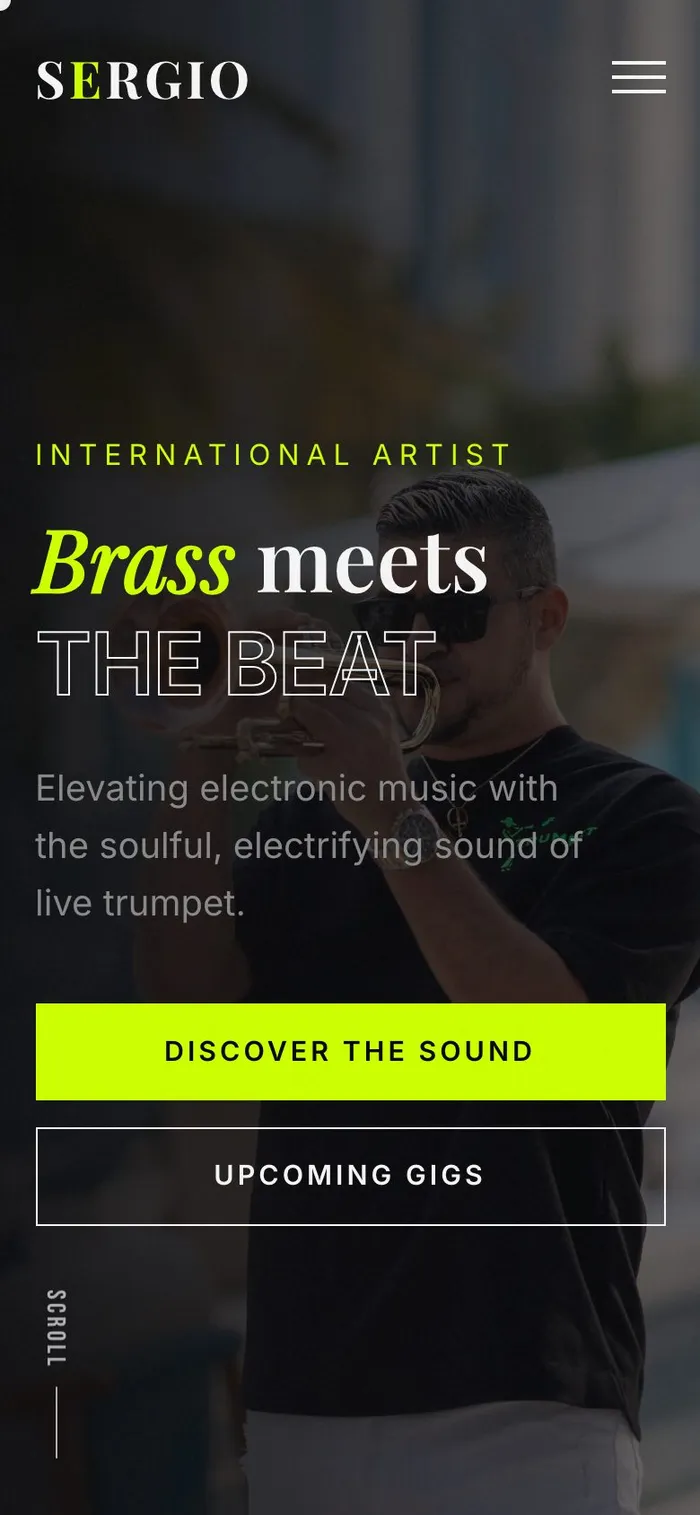 SERGIO
INTERNATIONAL ARTIST
Brass meets
THE BEAT
Elevating electronic music with
the soulful, electrifying sound of
live trumpet.
DISCOVER THE SOUND
UPCOMING GIGS
SCROLL